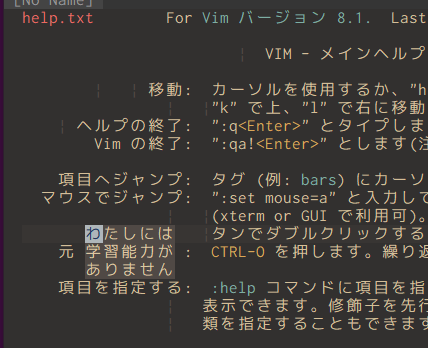 [No Name]
help.txt For Vim バージョン 8.1. Last
VIM - メインヘルプ
移動: カーソルを使用するか、"h
"k" で上、"l" で右に移動
ヘルプの終了: ":q<Enter>" とタイプしま
Vim の終了: ":qa!<Enter>" とします(注
項目へジャンプ: タグ (例: bars) にカーソ
マウスでジャンプ: ":set mouse=a" と入力して
(xterm or GUI で利用可)。
わたしには タンでダブルクリックする
元 学習能力が : CTRL-O を押します。繰り返
ありません
項目を指定する: :help コマンドに項目を指
表示できます。修飾子を先行
類を指定することもできます